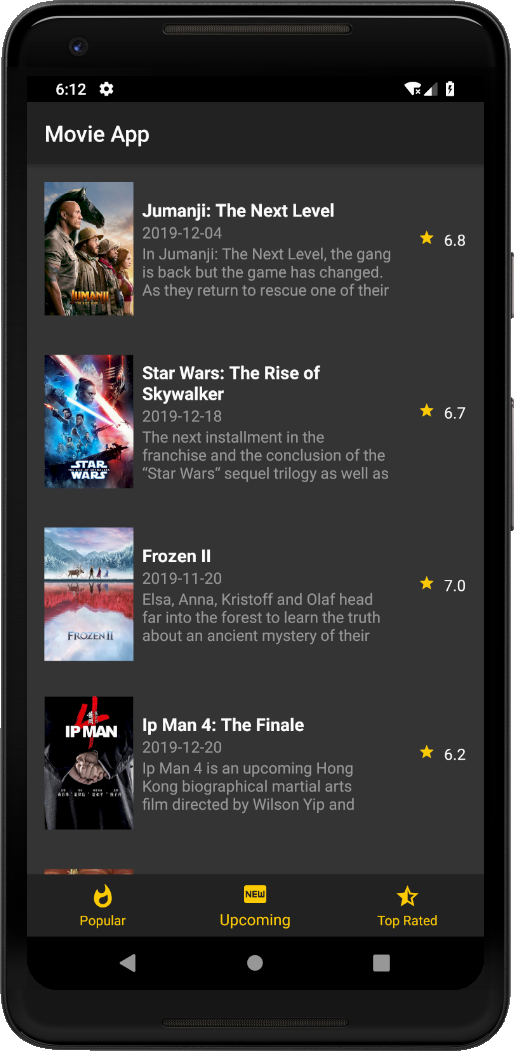 6:12
Movie App
JUMANJI
Jumanji: The Next Level
2019-12-04
In Jumanji: The Next Level, the gang
is back but the game has changed.
As they return to rescue one of their
6.8
STAR
WARS
Star Wars: The Rise of
Skywalker
2019-12-18
The next installment in the
franchise and the conclusion of the
“Star Wars” sequel trilogy as well as
6.7
FROZEN II
Frozen II
2019-11-20
Elsa, Anna, Kristoff and Olaf head
far into the forest to learn the truth
about an ancient mystery of their
7.0
4
IP MAN
Ip Man 4: The Finale
2019-12-20
Ip Man 4 is an upcoming Hong
Kong biographical martial arts
film directed by Wilson Yip and
6.2
NEW
Popular
Upcoming
Top Rated